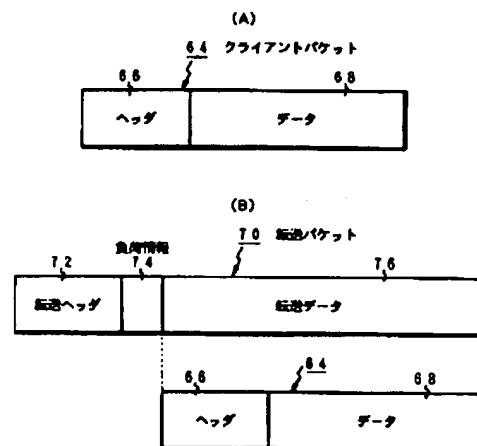 (A)
64 クライアントパケット
66 68
ヘッダ データ
(B)
70 転送パケット
負荷情報
72 74 76
転送ヘッダ 転送データ
64
66 68
ヘッダ データ